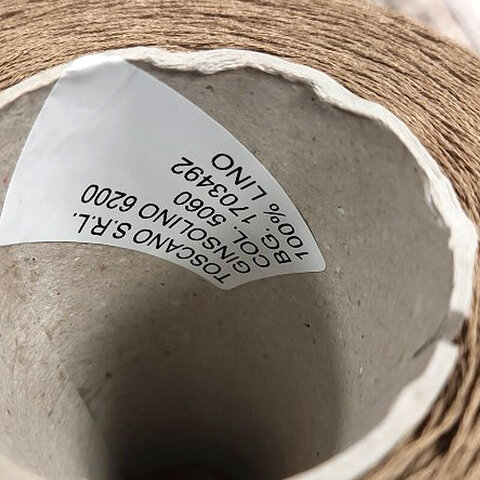 TOSCANO S.R.L.
GINSOLINO 6200
COL. 5060
BG. 1703492
100% LINO